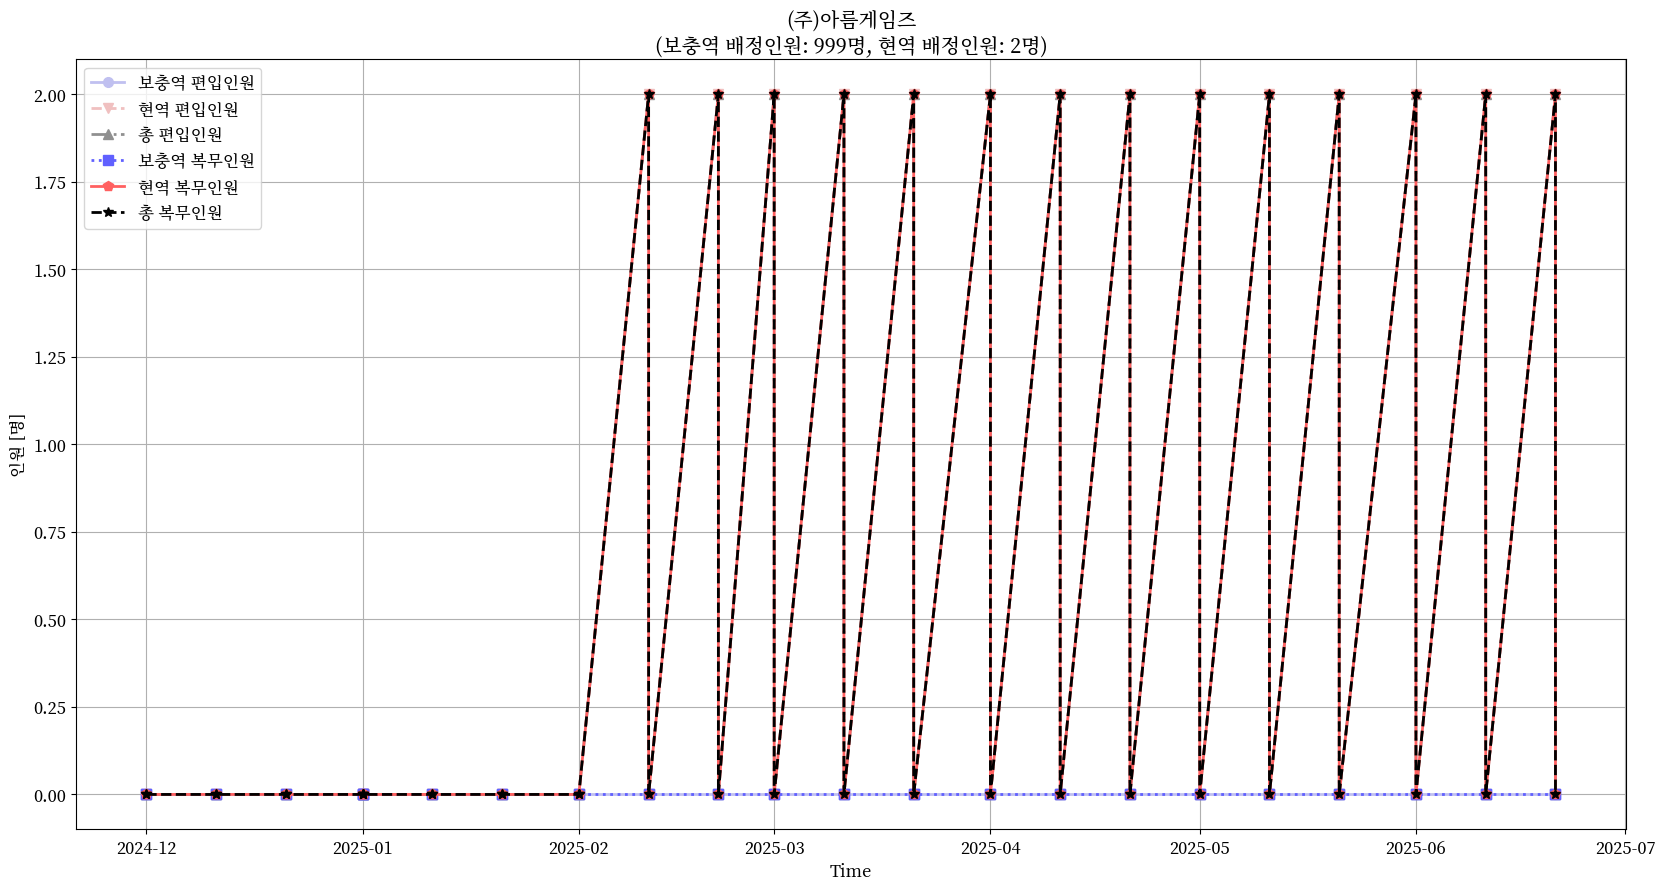 (주)아름게임즈
(보충역 배정인원: 999명, 현역 배정인원: 2명)
보충역 편입인원
현역 편입인원
총 편입인원
보충역 복무인원
현역 복무인원
총 복무인원
2.00
1.75
1.50
1.25
1.00
0.75
0.50
0.25
0.00
인원 [명]
2024-12
2025-01
2025-02
2025-03
2025-04
2025-05
2025-06
2025-07
Time